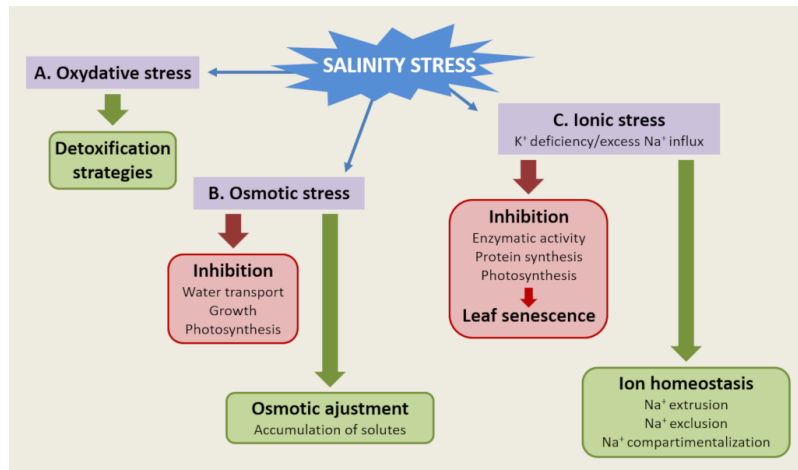 SALINITY STRESS
A. Oxydative stress
Detoxification
strategies
B. Osmotic stress
Inhibition
Water transport
Growth
Photosynthesis
Osmotic ajustment
Accumulation of solutes
C. Ionic stress
K⁺ deficiency/excess Na⁺ influx
Inhibition
Enzymatic activity
Protein synthesis
Photosynthesis
Leaf senescence
Ion homeostasis
Na⁺ extrusion
Na⁺ exclusion
Na⁺ compartimentalization